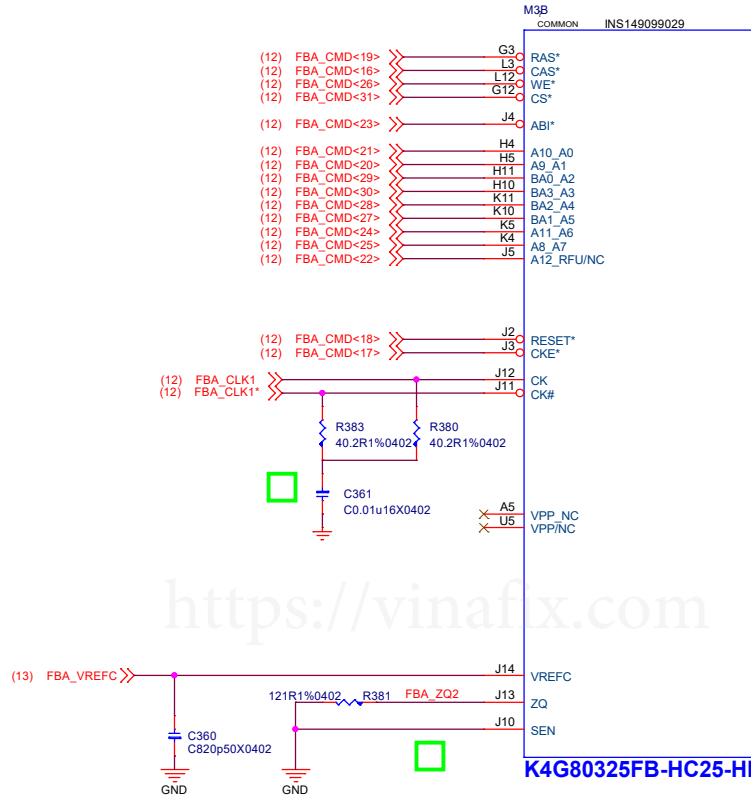 M3B
COMMON INS149099029
(12) FBA_CMD<19> G3 RAS*
(12) FBA_CMD<16> L3 CAS*
(12) FBA_CMD<26> L12 WE*
(12) FBA_CMD<31> G12 CS*
(12) FBA_CMD<23> J4 ABI*
(12) FBA_CMD<21> H4 A10_A0
(12) FBA_CMD<20> H5 A9_A1
(12) FBA_CMD<29> H11 BA0_A2
(12) FBA_CMD<30> H10 BA3_A3
(12) FBA_CMD<28> K11 BA2_A4
(12) FBA_CMD<27> K10 BA1_A5
(12) FBA_CMD<24> K5 A11_A6
(12) FBA_CMD<25> K4 A8_A7
(12) FBA_CMD<22> J5 A12_RFU/NC
(12) FBA_CMD<18> J2 RESET*
(12) FBA_CMD<17> J3 CKE*
(12) FBA_CLK1 J12 CK
(12) FBA_CLK1* J11 CK#
R383 R380
40.2R1%0402 40.2R1%0402
C361
C0.01u16X0402
A5 VPP_NC
U5 VPP/NC
https://vinafix.com
(13) FBA_VREFC J14 VREFC
121R1%0402 R381 FBA_ZQ2 J13 ZQ
J10 SEN
C360
C820p50X0402
GND GND
K4G80325FB-HC25-H